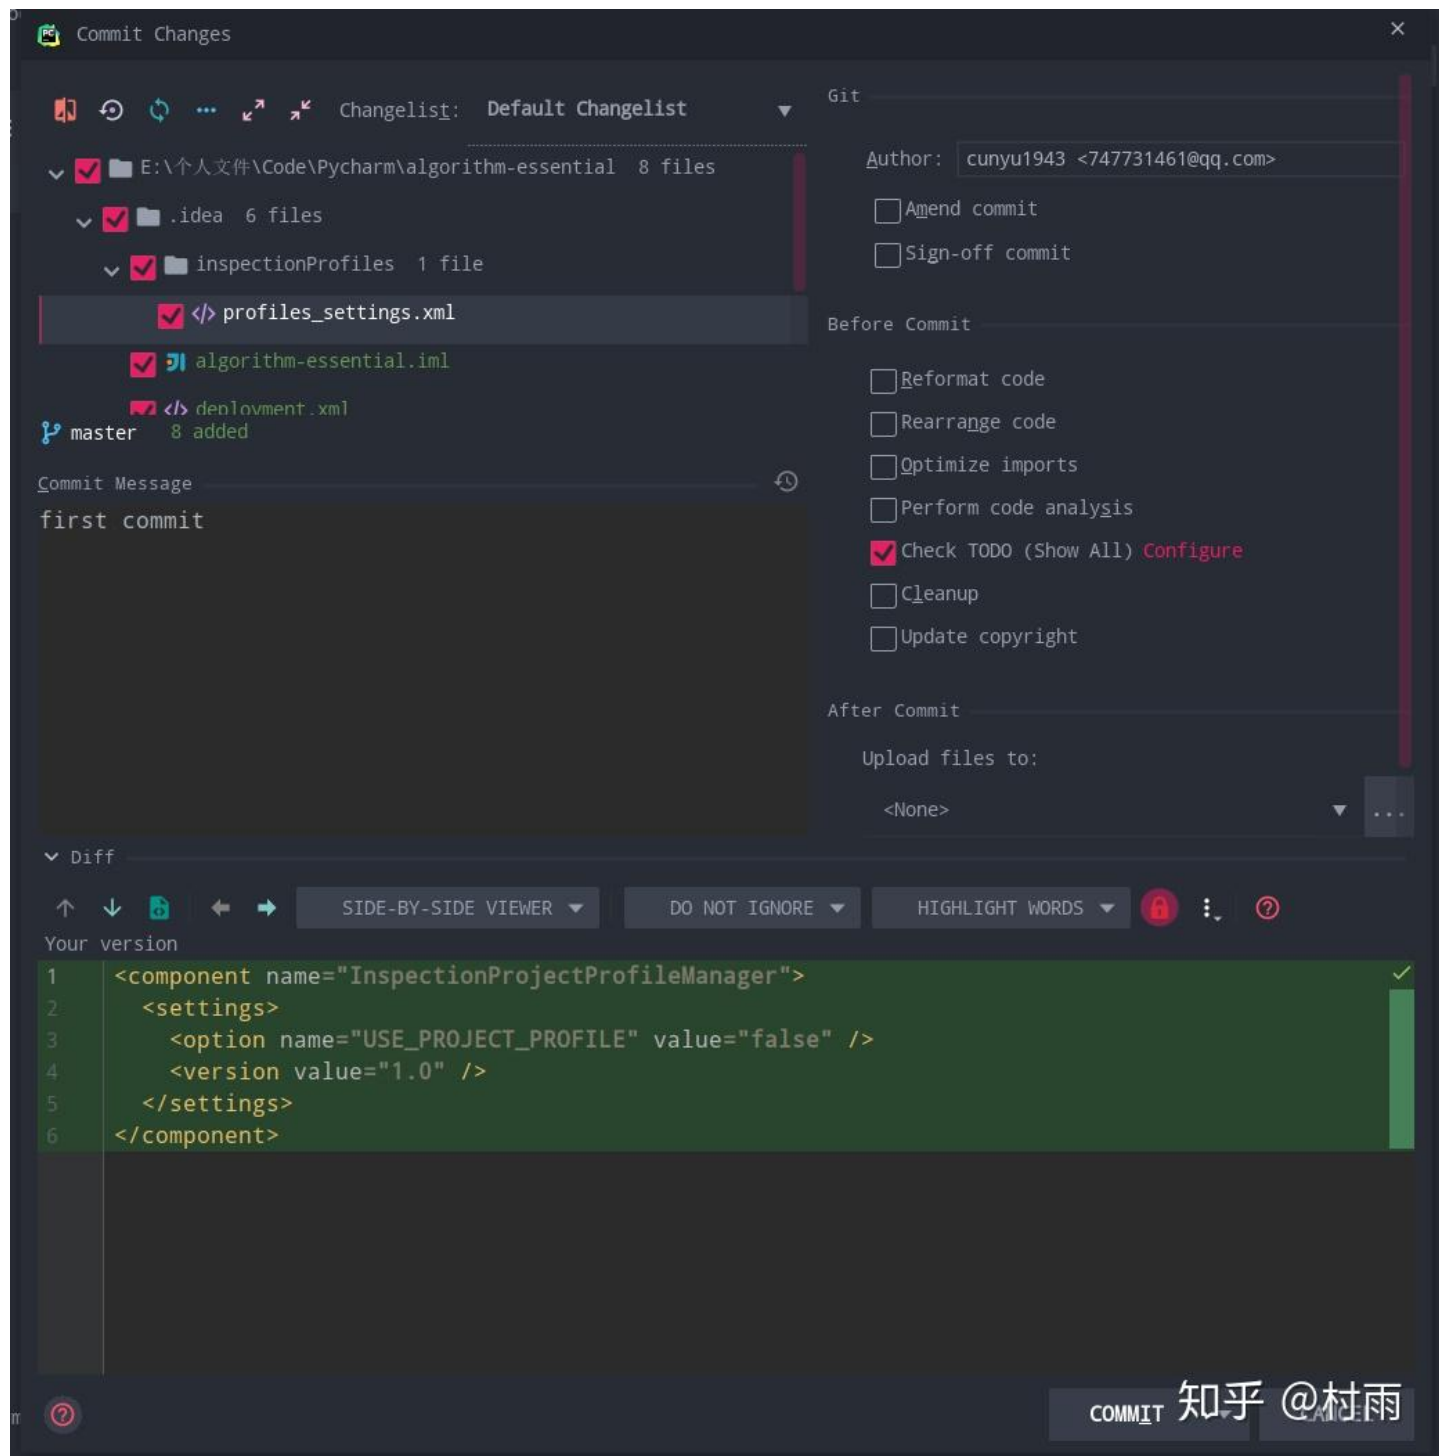 Commit Changes
Changelist: Default Changelist
E:\个人文件\Code\Pycharm\algorithm-essential 8 files
.idea 6 files
inspectionProfiles 1 file
profiles_settings.xml
algorithm-essential.iml
deployment.xml
master 8 added
Commit Message
first commit
Git
Author: cunyu1943 <747731461@qq.com>
Amend commit
Sign-off commit
Before Commit
Reformat code
Rearrange code
Optimize imports
Perform code analysis
Check TODO (Show All) Configure
Cleanup
Update copyright
After Commit
Upload files to:
<None>
...
Diff
SIDE-BY-SIDE VIEWER DO NOT IGNORE HIGHLIGHT WORDS
Your version
1 <component name="InspectionProjectProfileManager">
2 <settings>
3 <option name="USE_PROJECT_PROFILE" value="false" />
4 <version value="1.0" />
5 </settings>
6 </component>
COMMIT CANCEL
知乎 @村雨